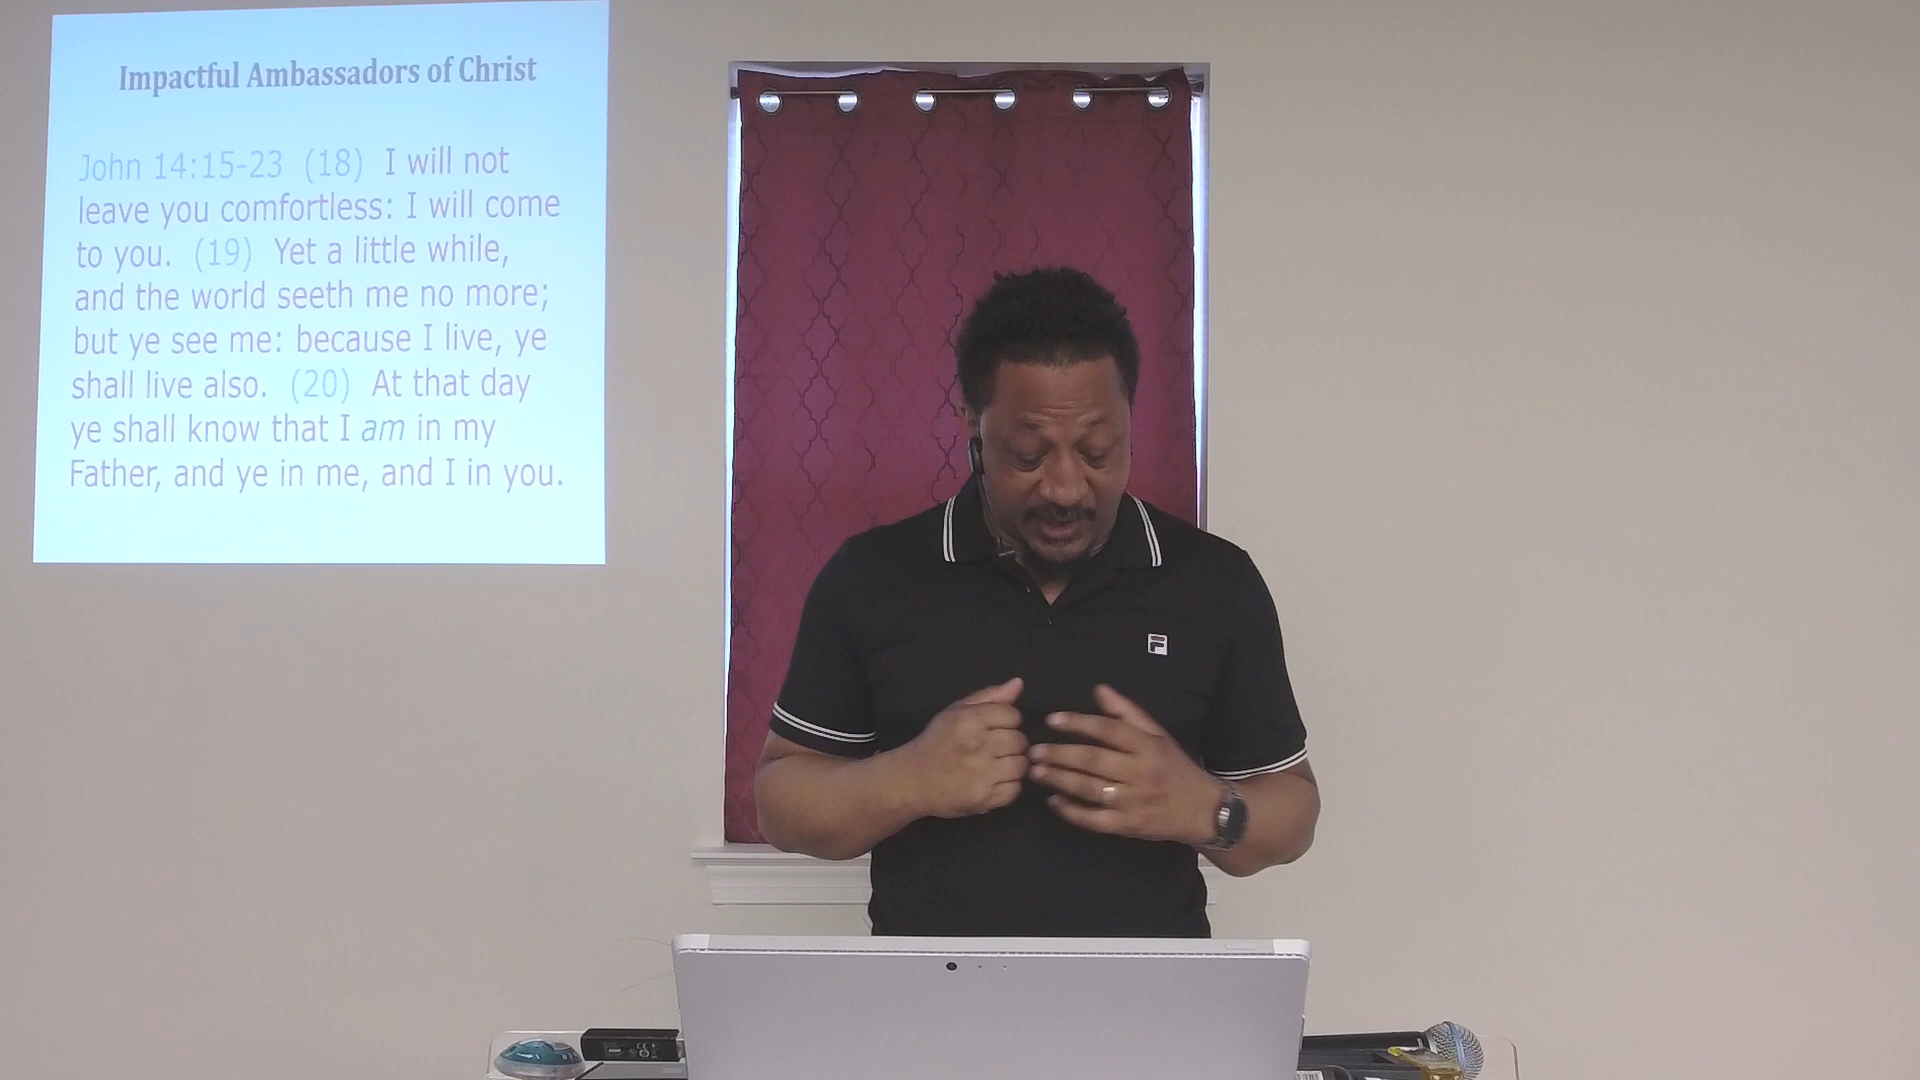 Impactful Ambassadors of Christ
John 14:15-23 (18) I will not
leave you comfortless: I will come
to you. (19) Yet a little while,
and the world seeth me no more;
but ye see me: because I live, ye
shall live also. (20) At that day
ye shall know that I am in my
Father, and ye in me, and I in you.